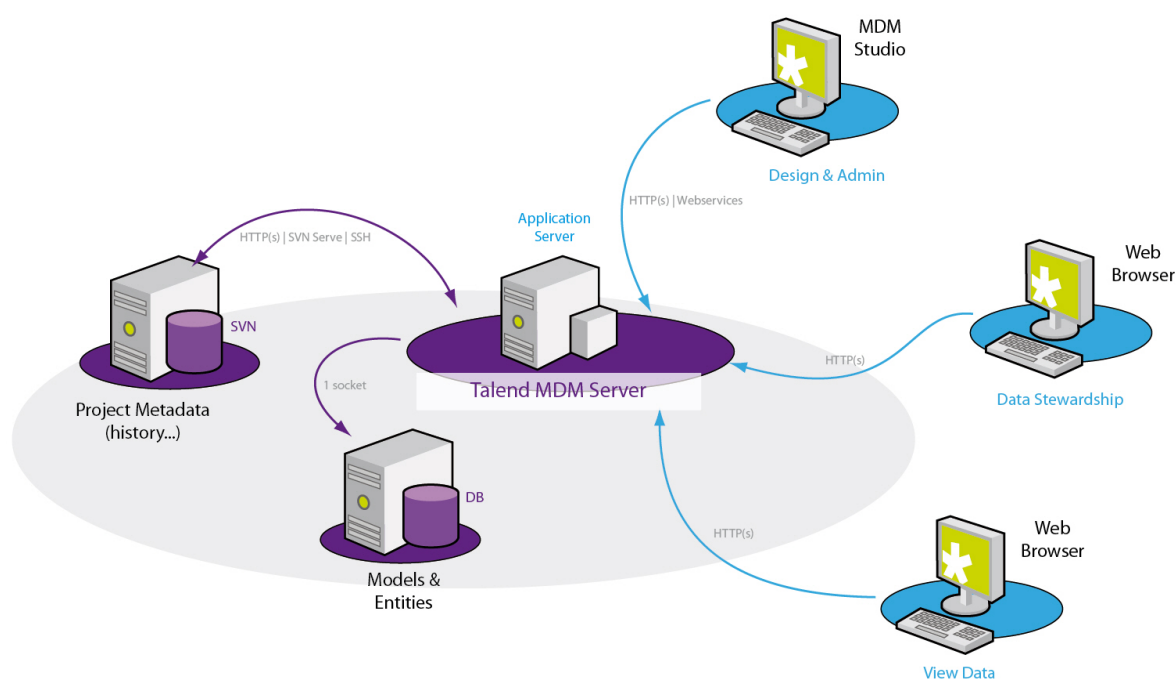 MDM
Studio
Design & Admin
HTTP(s) | Webservices
Application
Server
HTTP(s) | SVN Serve | SSH
Web
Browser
SVN
HTTP(s)
1 socket
Talend MDM Server
Data Stewardship
Project Metadata
(history...)
DB
HTTP(s)
Web
Browser
Models &
Entities
View Data